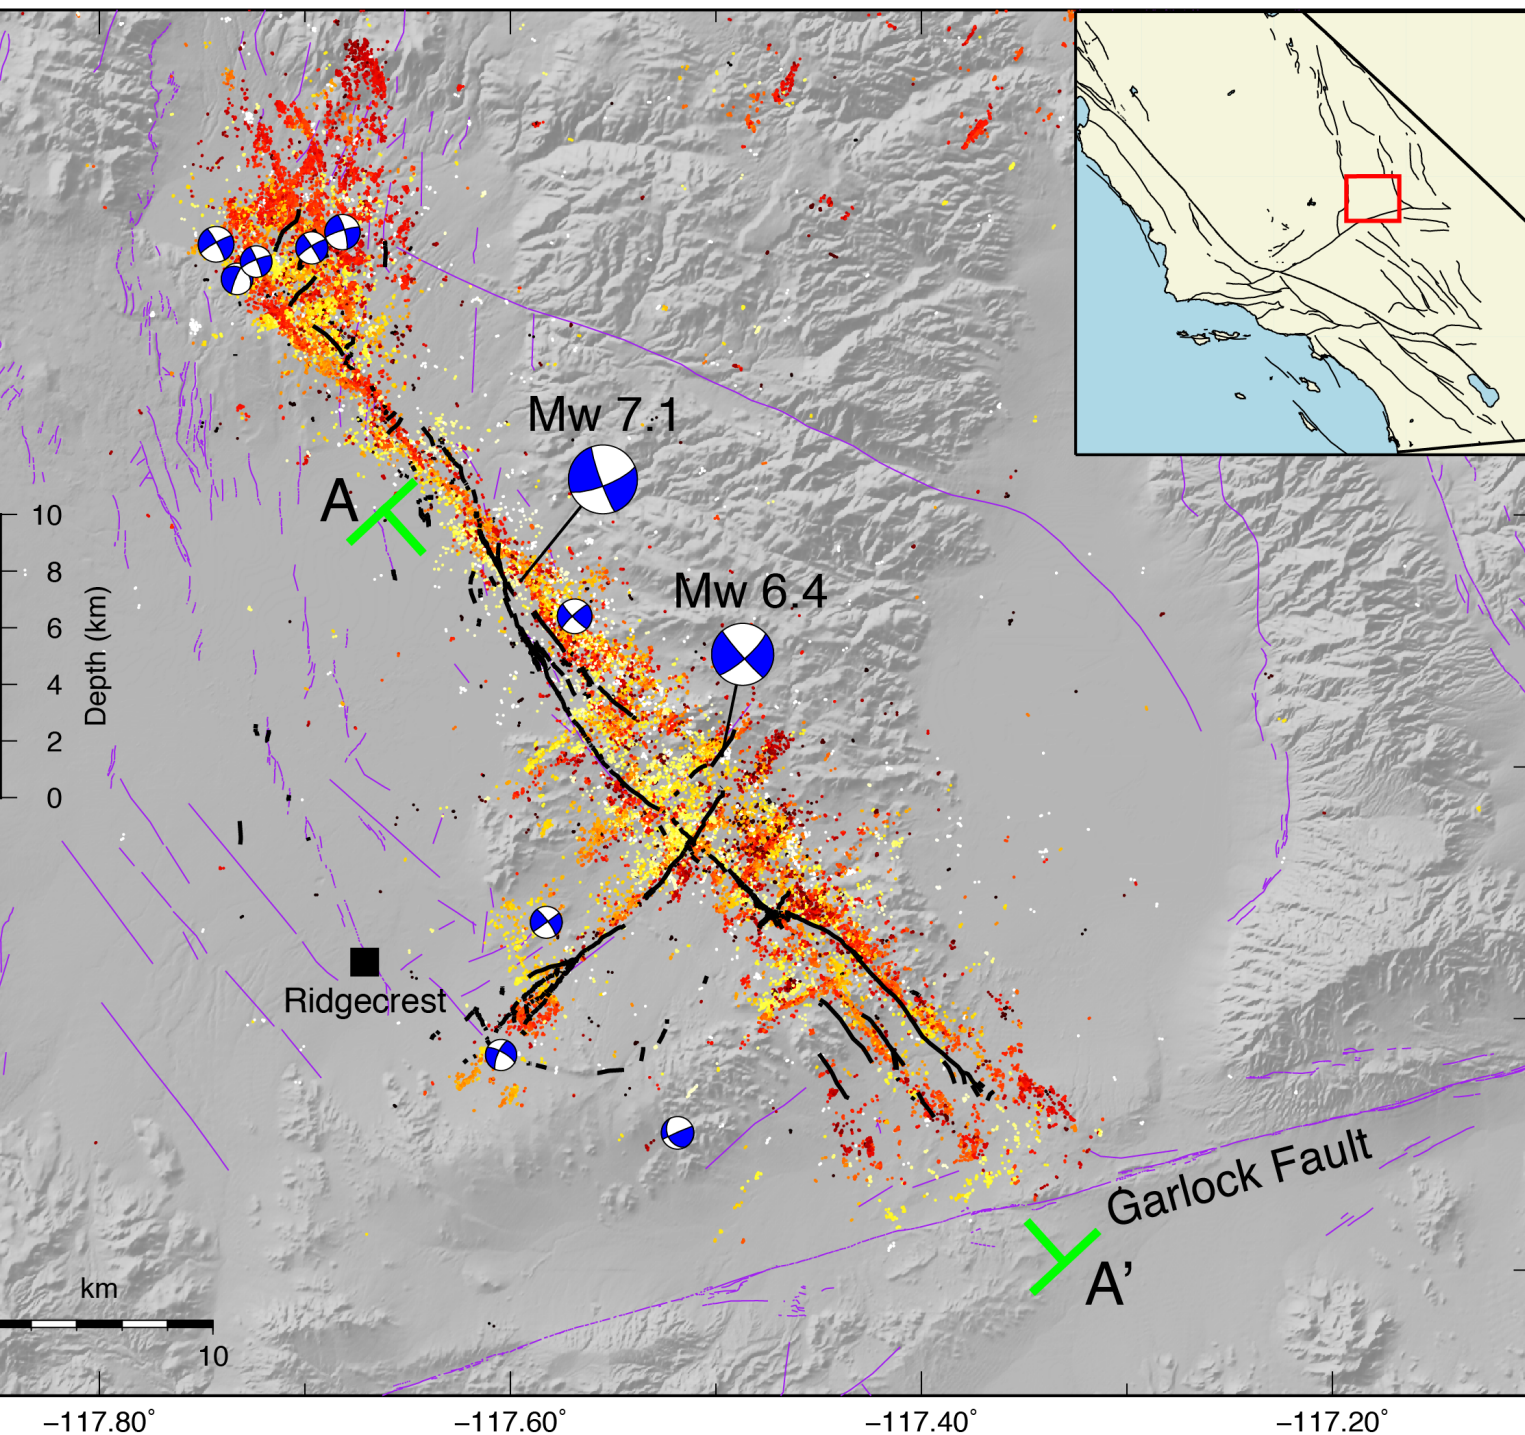 Mw 7.1
A
10
8
Mw 6.4
6
Depth (km)
4
2
0
Ridgecrest
Garlock Fault
A’
km
10
−117.80˚
−117.60˚
−117.40˚
−117.20˚